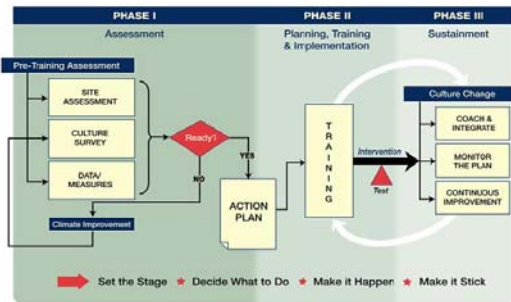 PHASE I
PHASE II
PHASE III
Assessment
Planning, Training
& Implementation
Sustainment
Pre-Training Assessment
SITE
ASSESSMENT
CULTURE
SURVEY
DATA/
MEASURES
Ready?
YES
NO
Climate Improvement
ACTION
PLAN
T
R
A
I
N
I
N
G
Intervention
Test
Culture Change
COACH &
INTEGRATE
MONITOR
THE PLAN
CONTINUOUS
IMPROVEMENT
Set the Stage ★ Decide What to Do ★ Make it Happen ★ Make it Stick